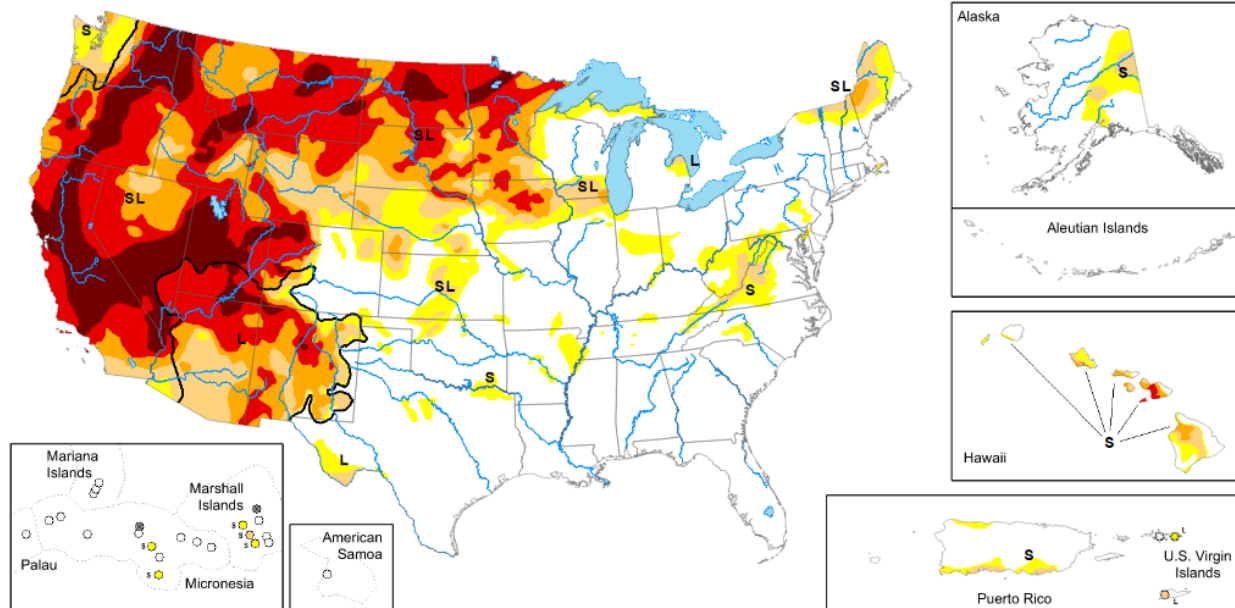 S
SL
SL
L
SL
SL
SL
S
L
S
L
Alaska
S
Aleutian Islands
S
Hawaii
Mariana
Islands
Marshall
Islands
S
S
S
S
S
Palau
Micronesia
American
Samoa
S
Puerto Rico
L
U.S. Virgin
Islands
L